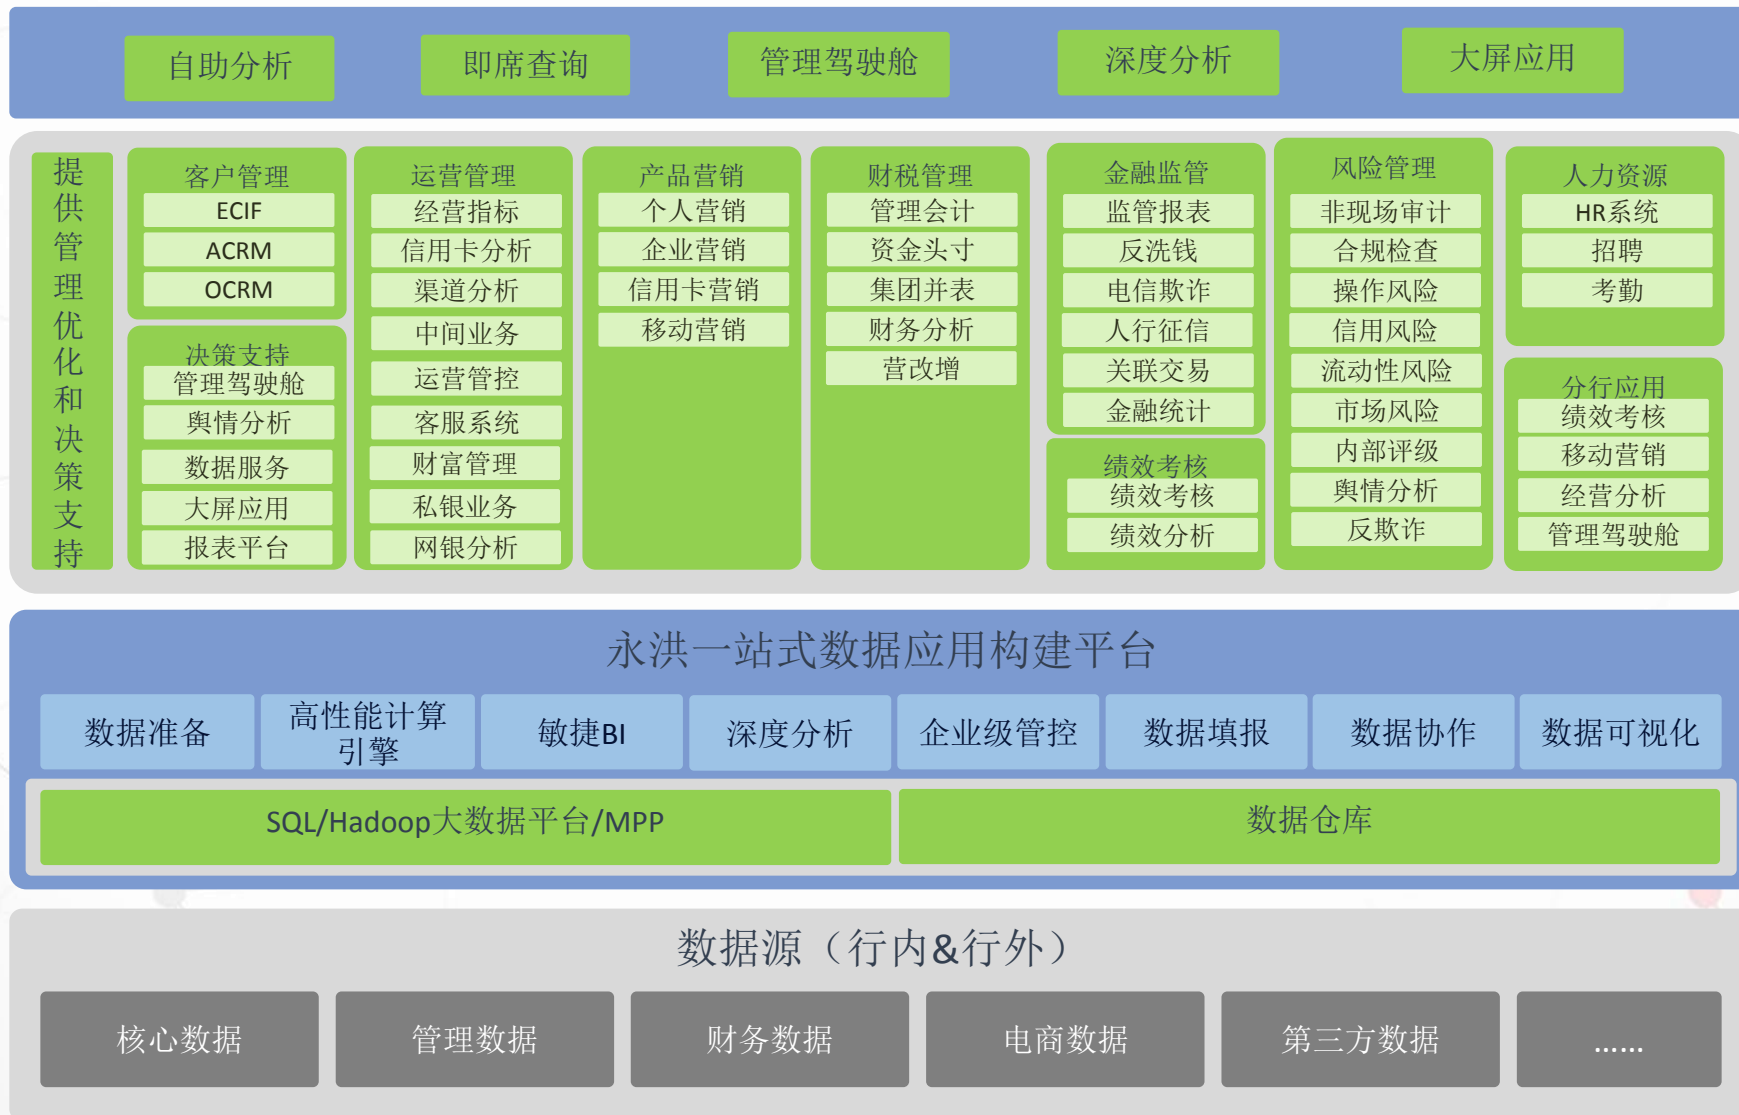 自助分析
即席查询
管理驾驶舱
深度分析
大屏应用
提供管理优化和决策支持
客户管理
ECIF
ACRM
OCRM
决策支持
管理驾驶舱
舆情分析
数据服务
大屏应用
报表平台
运营管理
经营指标
信用卡分析
渠道分析
中间业务
运营管控
客服系统
财富管理
私银业务
网银分析
产品营销
个人营销
企业营销
信用卡营销
移动营销
财税管理
管理会计
资金头寸
集团并表
财务分析
营改增
金融监管
监管报表
反洗钱
电信欺诈
人行征信
关联交易
金融统计
绩效考核
绩效考核
绩效分析
风险管理
非现场审计
合规检查
操作风险
信用风险
流动性风险
市场风险
内部评级
舆情分析
反欺诈
人力资源
HR系统
招聘
考勤
分行应用
绩效考核
移动营销
经营分析
管理驾驶舱
永洪一站式数据应用构建平台
数据准备
高性能计算
引擎
敏捷BI
深度分析
企业级管控
数据填报
数据协作
数据可视化
SQL/Hadoop大数据平台/MPP
数据仓库
数据源（行内&行外）
核心数据
管理数据
财务数据
电商数据
第三方数据
……